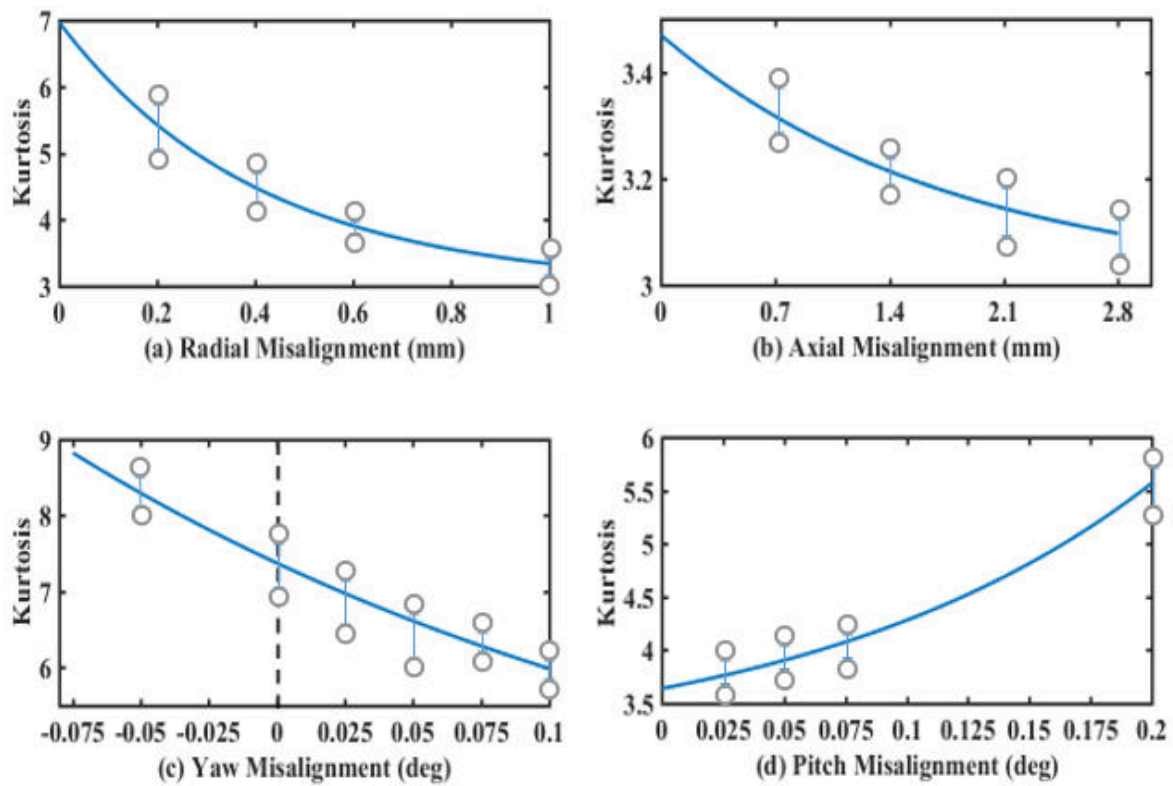 7
6
5
4
3
Kurtosis
0 0.2 0.4 0.6 0.8 1
(a) Radial Misalignment (mm)
3.4
3.2
3
Kurtosis
0 0.7 1.4 2.1 2.8
(b) Axial Misalignment (mm)
9
8
7
6
Kurtosis
-0.075 -0.05 -0.025 0 0.025 0.05 0.075 0.1
(c) Yaw Misalignment (deg)
6
5.5
5
4.5
4
3.5
Kurtosis
0 0.025 0.05 0.075 0.1 0.125 0.15 0.175 0.2
(d) Pitch Misalignment (deg)